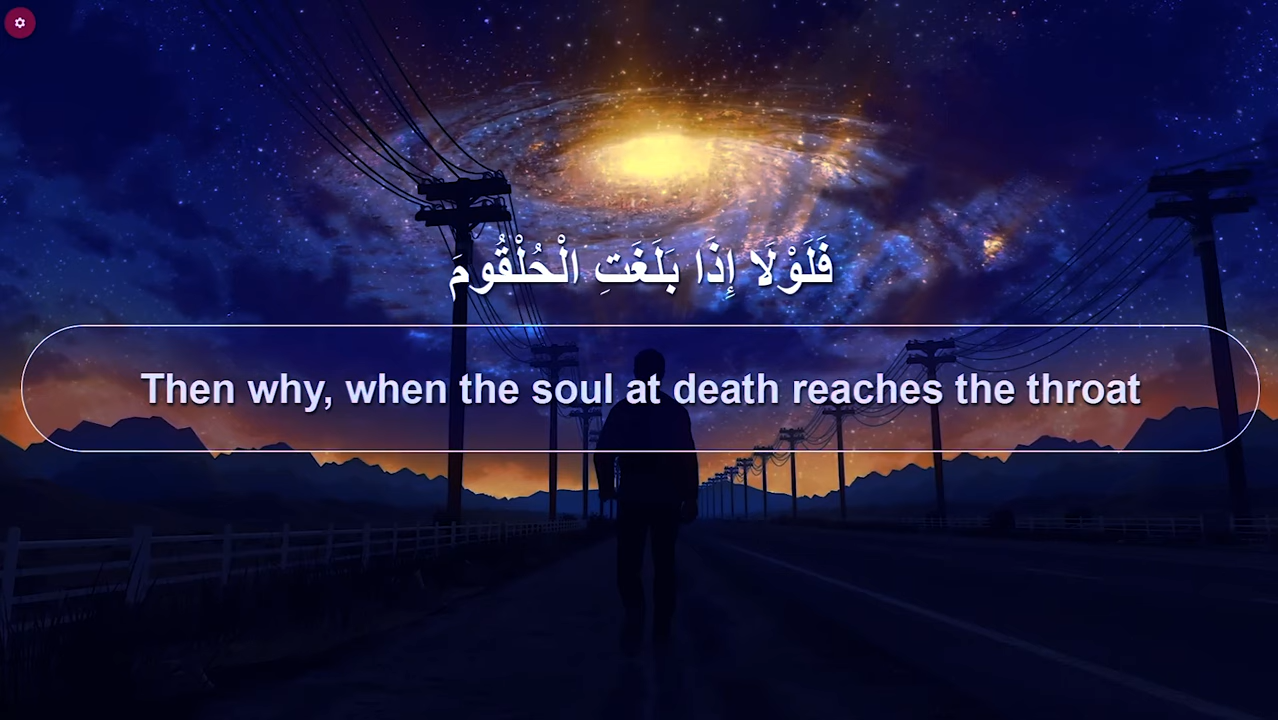 فَلَوْلَا إِذَا بَلَغَتِ الْحُلْقُومَ
Then why, when the soul at death reaches the throat